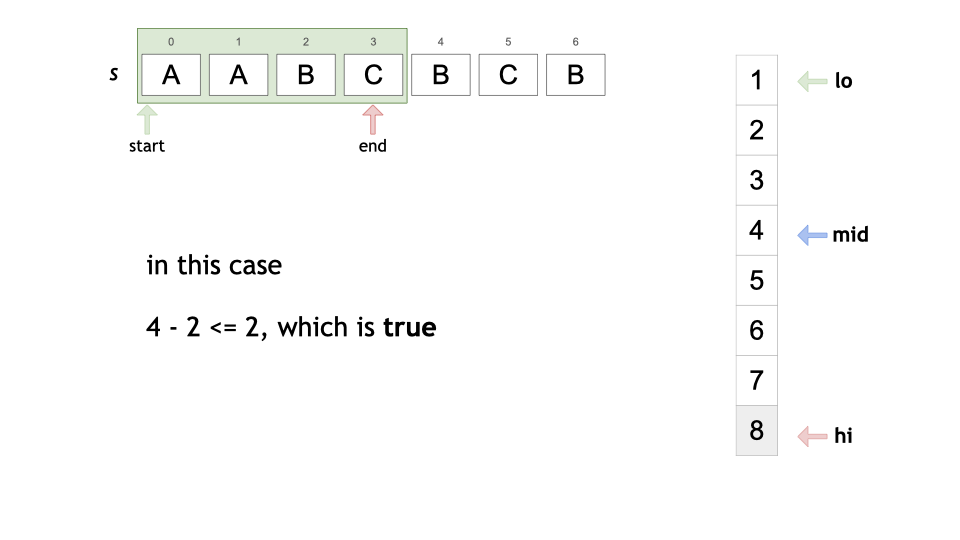 0 1 2 3 4 5 6
s A A B C B C B
start end
in this case
4 - 2 <= 2, which is true
1 lo
2
3
4 mid
5
6
7
8 hi